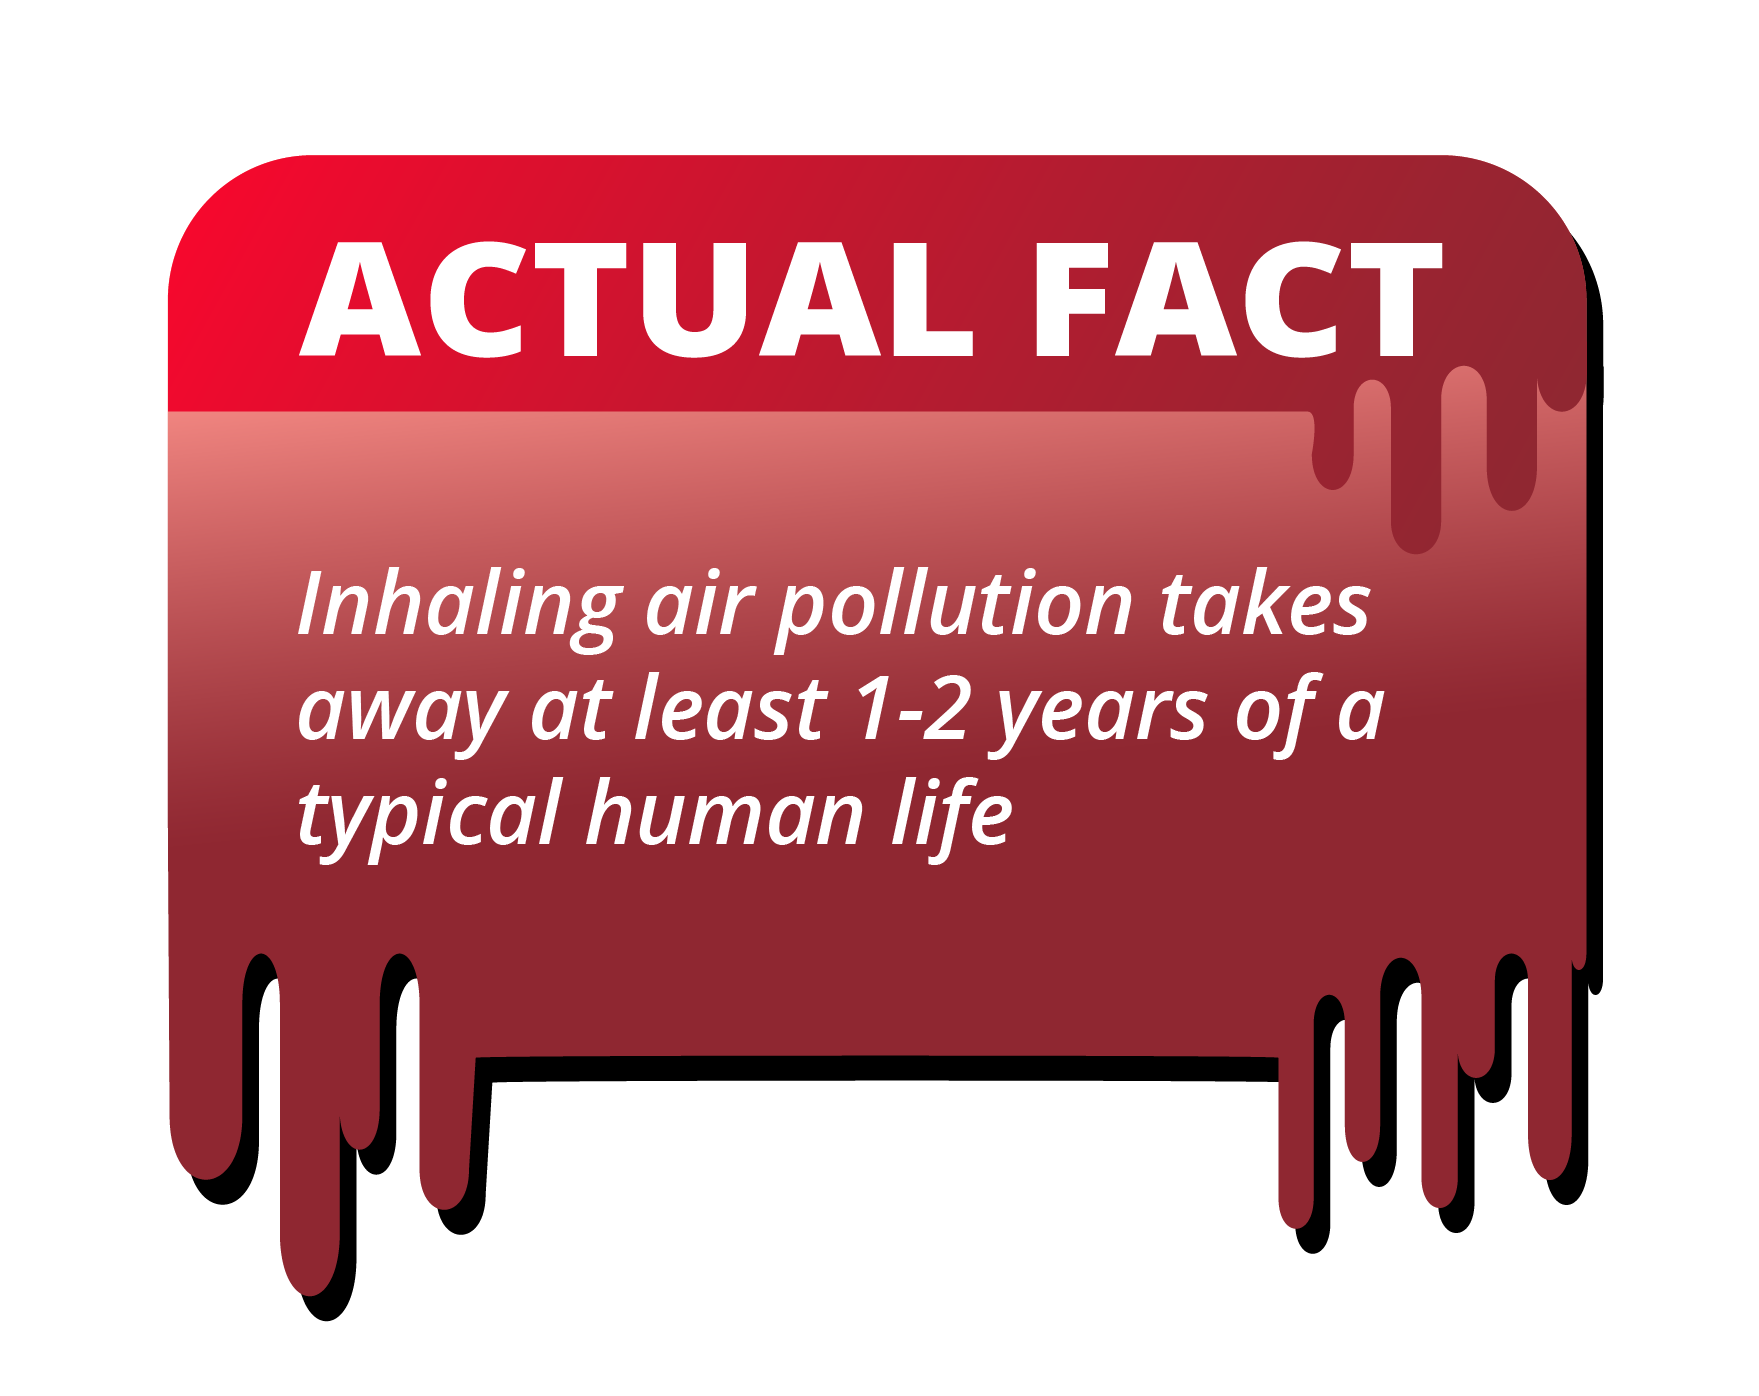 ACTUAL FACT
Inhaling air pollution takes
away at least 1-2 years of a
typical human life